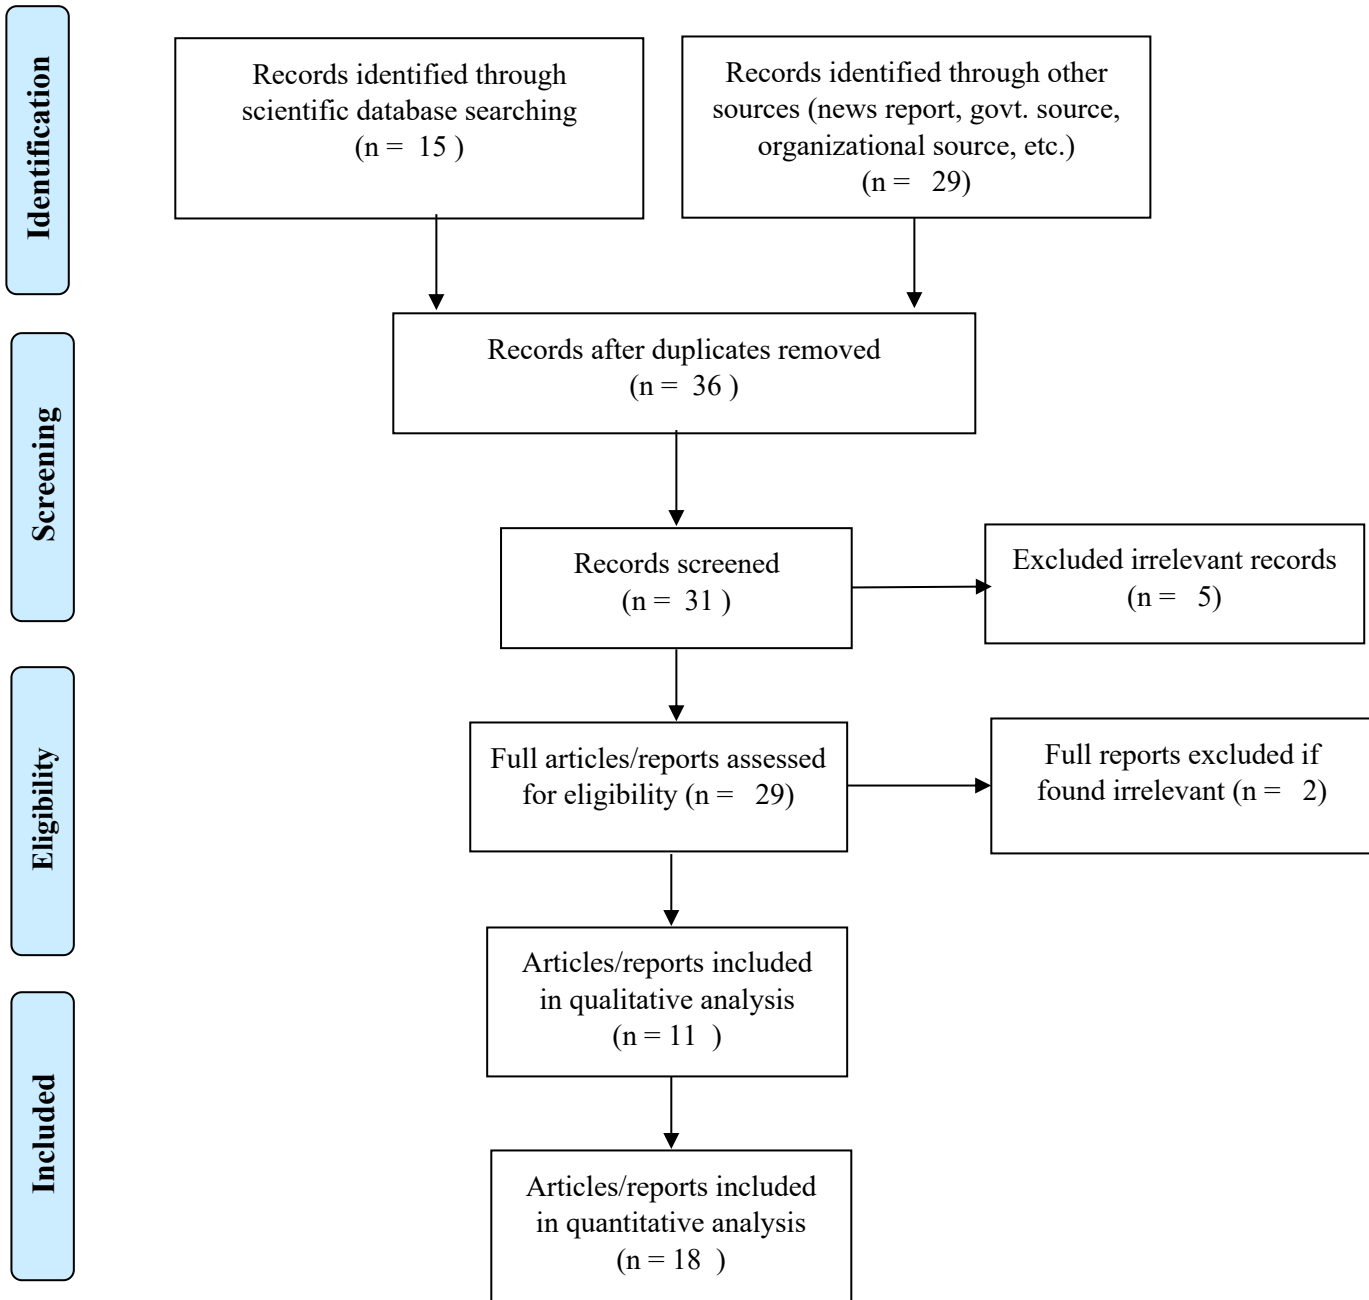 Identification
Records identified through
scientific database searching
(n = 15 )
Records identified through other
sources (news report, govt. source,
organizational source, etc.)
(n = 29)
Screening
Records after duplicates removed
(n = 36 )
Records screened
(n = 31 )
Excluded irrelevant records
(n = 5)
Eligibility
Full articles/reports assessed
for eligibility (n = 29)
Full reports excluded if
found irrelevant (n = 2)
Included
Articles/reports included
in qualitative analysis
(n = 11 )
Articles/reports included
in quantitative analysis
(n = 18 )